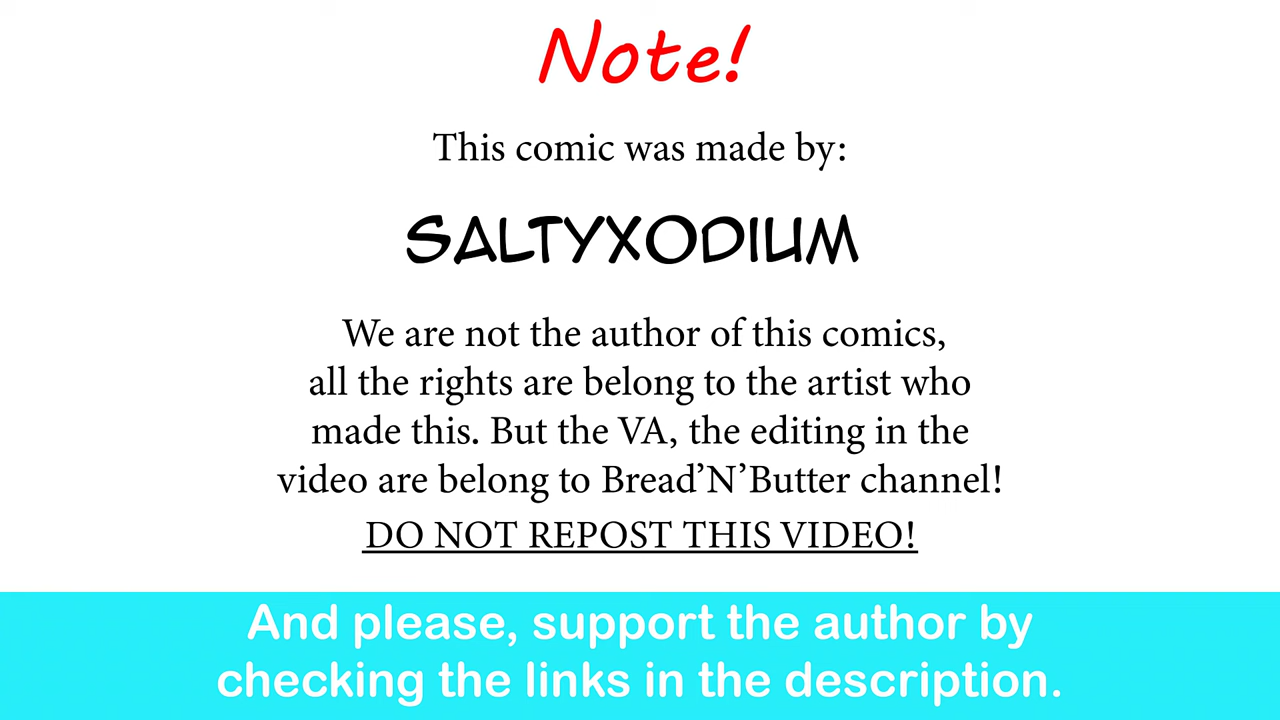 Note!
This comic was made by:
SALTYXODIUM
We are not the author of this comics,
all the rights are belong to the artist who
made this. But the VA, the editing in the
video are belong to Bread’N’Butter channel!
DO NOT REPOST THIS VIDEO!
And please, support the author by
checking the links in the description.